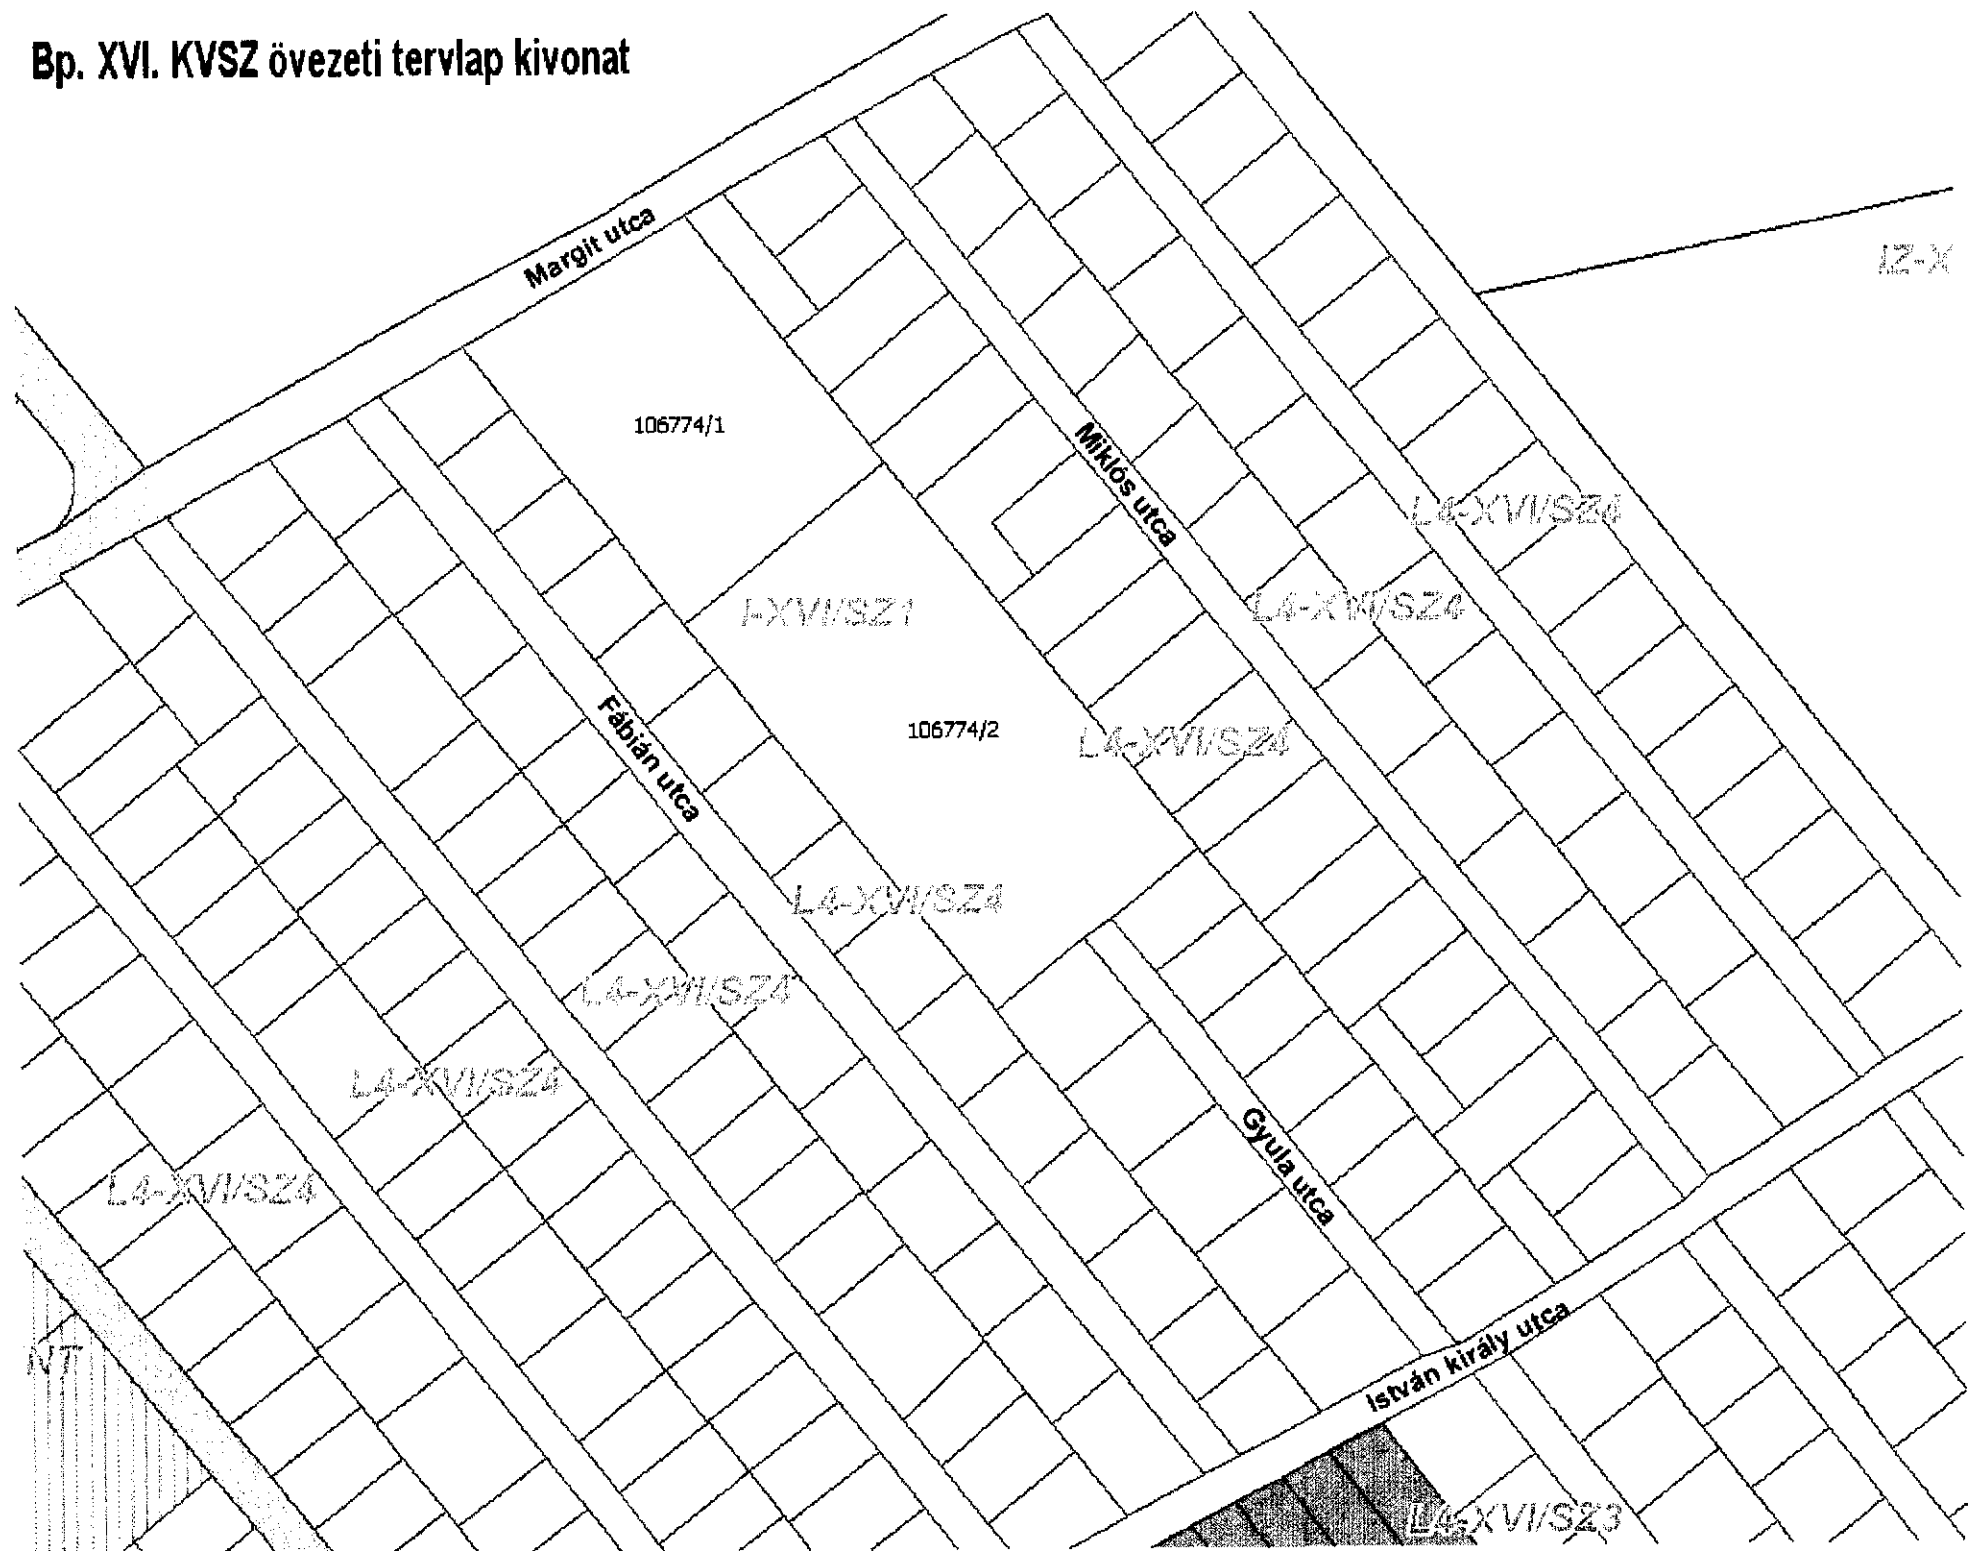 Bp. XVI. KVSZ övezeti tervlap kivonat
Margit utca
IZ-X
106774/1
Miklós utca
L4-XVI/SZ4
I-XVI/SZ1
L4-XVI/SZ4
Fábián utca
106774/2
L4-XVI/SZ4
L4-XVI/SZ4
L4-XVI/SZ4
L4-XVI/SZ4
L4-XVI/SZ4
Gyula utca
NT
István király utca
L4-XVI/SZ3